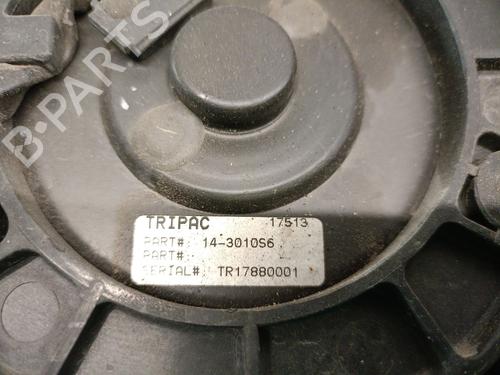 B-PARTS
TRIPAC 17513
PART#: 14-3010S6
PART#:
SERIAL#: TR17880001